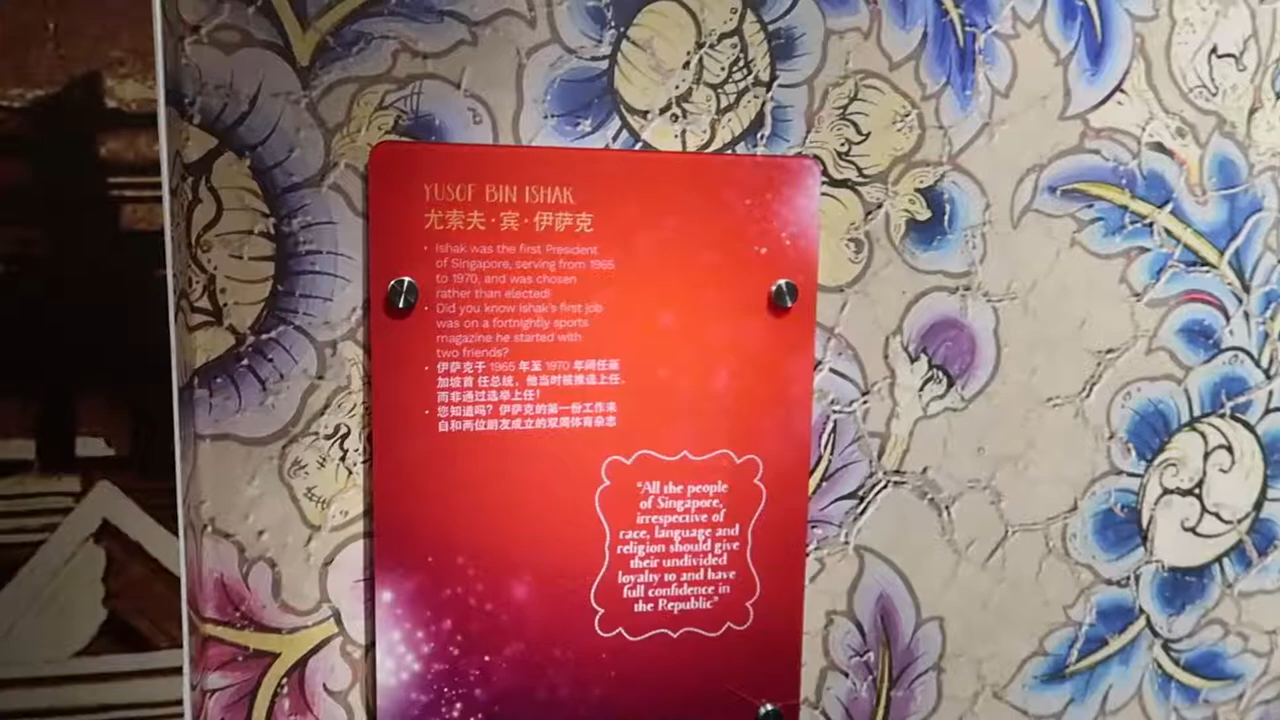 YUSOF BIN ISHAK
尤索夫·宾·伊萨克
• Ishak was the first President
of Singapore, serving from 1965
to 1970, and was chosen
rather than elected!
• Did you know Ishak's first job
was on a fortnightly sports
magazine he started with
two friends?
• 伊萨克于 1965 年至 1970 年间任新
加坡首 任总统，他当时被推选上任，
而非通过选举上任！
• 您知道吗？伊萨克的第一份工作来
自和两位朋友成立的双周体育杂志
"All the people
of Singapore,
irrespective of
race, language and
religion should give
their undivided
loyalty to and have
full confidence in
the Republic"